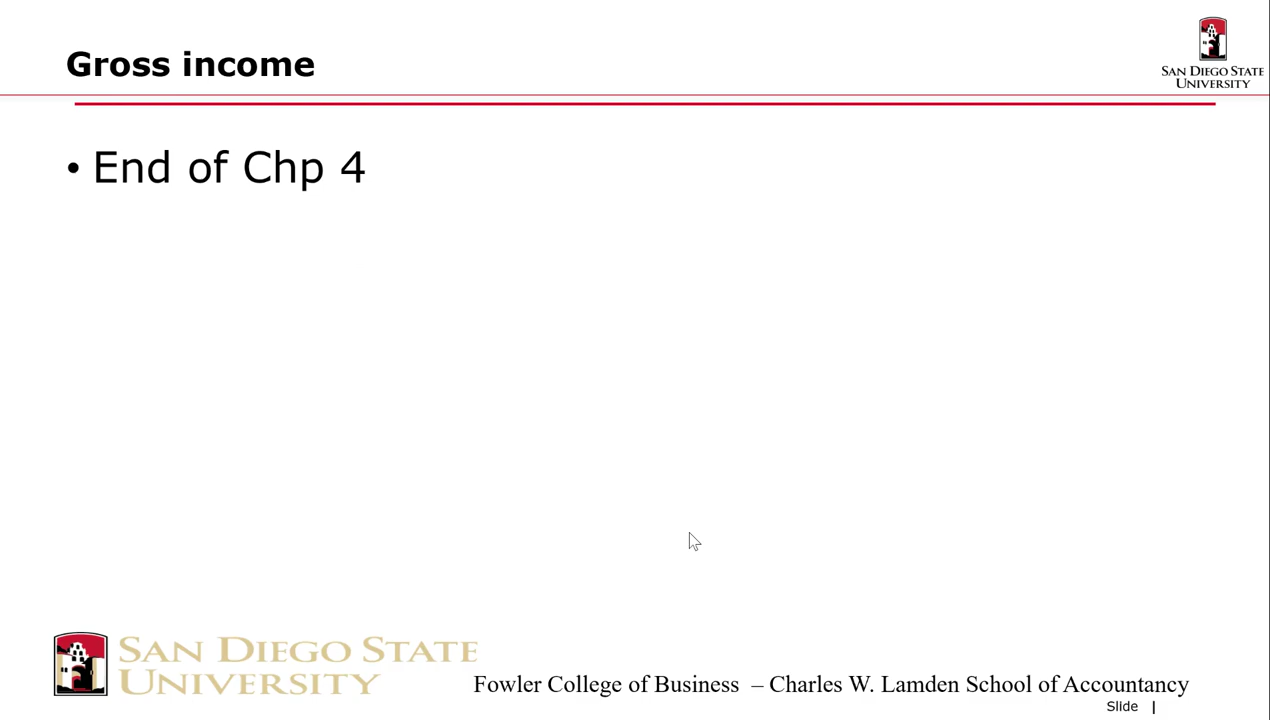 Gross income
SAN DIEGO STATE
UNIVERSITY
• End of Chp 4
SAN DIEGO STATE
UNIVERSITY
Fowler College of Business – Charles W. Lamden School of Accountancy
Slide |